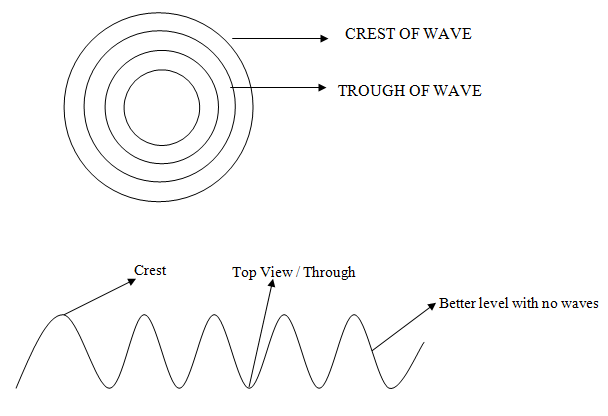 CREST OF WAVE
TROUGH OF WAVE
Crest
Top View / Through
Better level with no waves